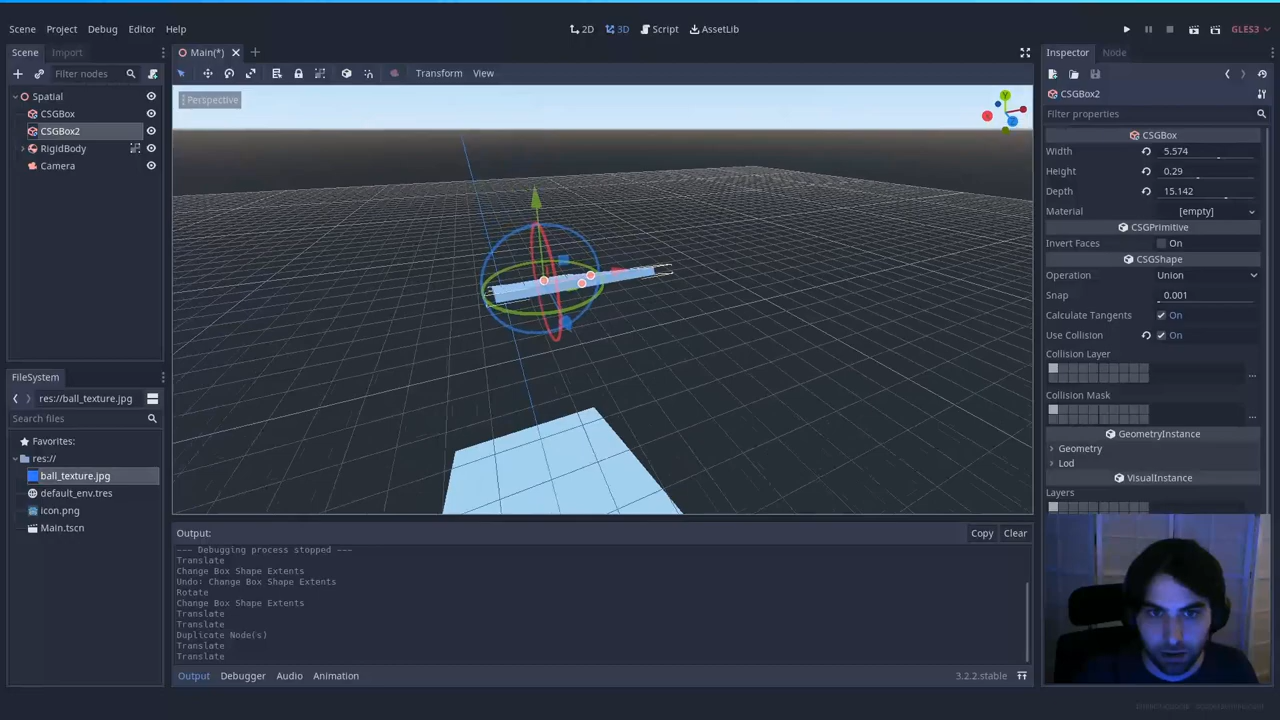 Scene Project Debug Editor Help
2D 3D Script AssetLib
GLES3
Scene Import
Filter nodes
Spatial
CSGBox
CSGBox2
RigidBody
Camera
FileSystem
res://ball_texture.jpg
Search files
Favorites:
res://
ball_texture.jpg
default_env.tres
icon.png
Main.tscn
Main(*)
Transform View
Perspective
Y
Output:
Copy Clear
--- Debugging process stopped ---
Translate
Change Box Shape Extents
Undo: Change Box Shape Extents
Rotate
Change Box Shape Extents
Translate
Translate
Duplicate Node(s)
Translate
Translate
Output Debugger Audio Animation
3.2.2.stable
Inspector Node
CSGBox2
Filter properties
CSGBox
Width 5.574
Height 0.29
Depth 15.142
Material [empty]
CSGPrimitive
Invert Faces On
CSGShape
Operation Union
Snap 0.001
Calculate Tangents On
Use Collision On
Collision Layer
...
Collision Mask
...
GeometryInstance
Geometry
Lod
VisualInstance
Layers